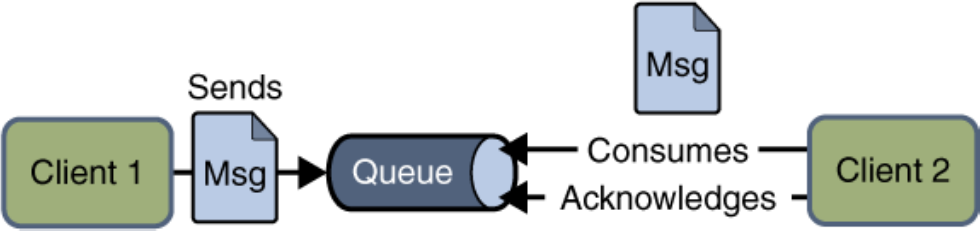 Msg
Sends
Client 1
Msg
Queue
Consumes
Acknowledges
Client 2